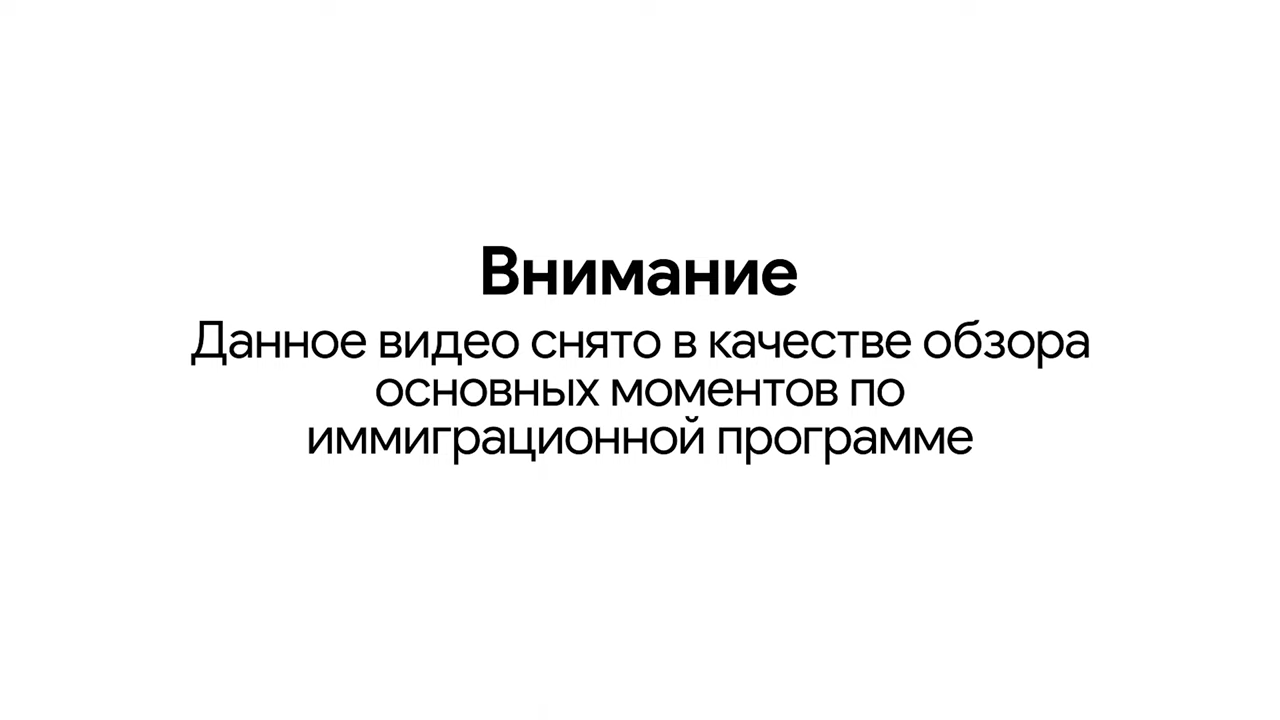 Внимание
Данное видео снято в качестве обзора
основных моментов по
иммиграционной программе